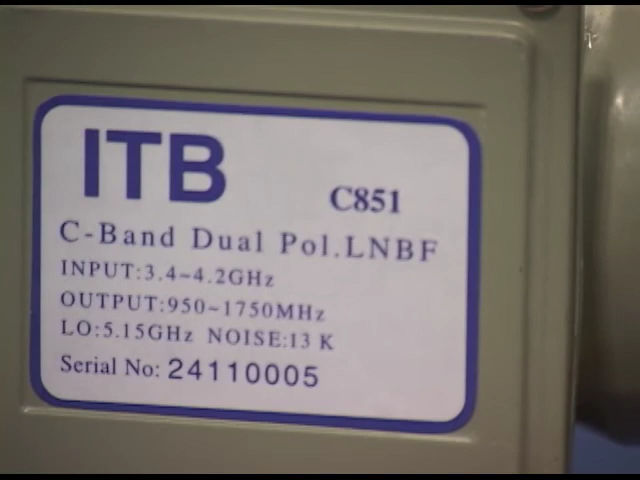 ITB
C851
C-Band Dual Pol.LNBF
INPUT:3.4~4.2GHz
OUTPUT:950~1750MHz
LO:5.15GHz NOISE:13 K
Serial No: 24110005